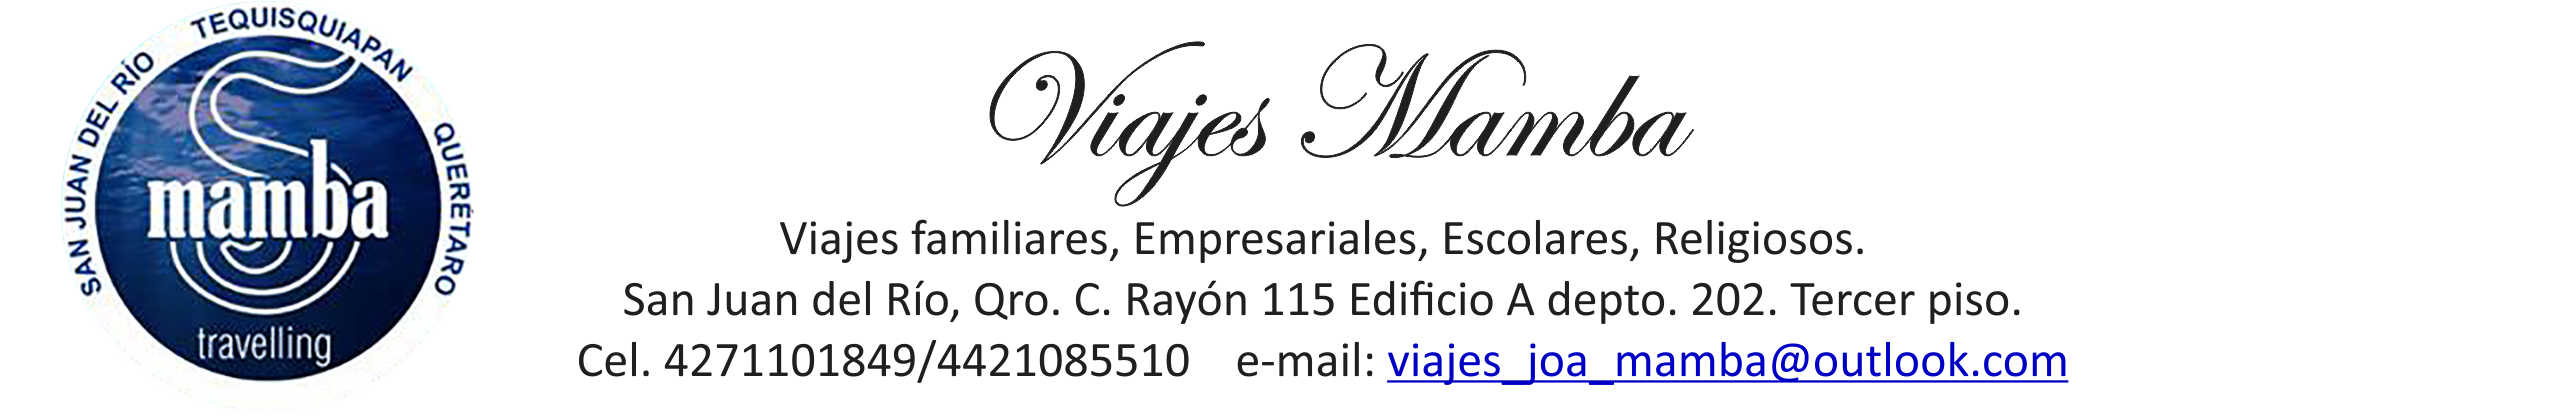 SAN JUAN DEL RÍO TEQUISQUIAPAN QUERÉTARO
mamba
travelling
Viajes Mamba
Viajes familiares, Empresariales, Escolares, Religiosos.
San Juan del Río, Qro. C. Rayón 115 Edificio A depto. 202. Tercer piso.
Cel. 4271101849/4421085510 e-mail: viajes_joa_mamba@outlook.com